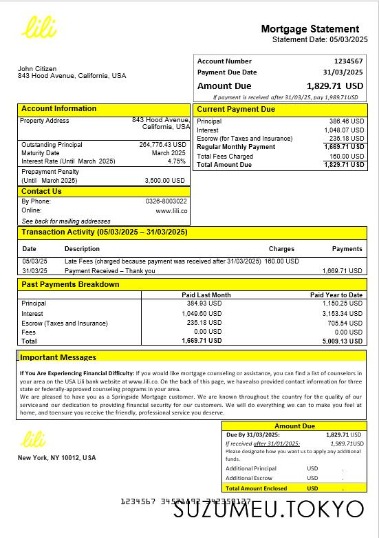 lili
Mortgage Statement
Statement Date: 05/03/2025
John Citizen
843 Hood Avenue, California, USA
Account Number 1234567
Payment Due Date 31/03/2025
Amount Due 1,829.71 USD
If payment is received after 31/03/25, pay 1,989.71USD
Account Information
Property Address 843 Hood Avenue,
California, USA
Outstanding Principal 264,776.43 USD
Maturity Date March 2025
Interest Rate (Until March 2025) 4.75%
Prepayment Penalty
(Until March 2025) 3,600.00 USD
Contact Us
By Phone: 0326-8003022
Online: www.lili.co
See back for mailing addresses
Current Payment Due
Principal 386.46 USD
Interest 1,048.07 USD
Escrow (for Taxes and Insurance) 235.18 USD
Regular Monthly Payment 1,669.71 USD
Total Fees Charged 160.00 USD
Total Amount Due 1,829.71 USD
Transaction Activity (05/03/2025 – 31/03/2025)
Date Description Charges Payments
05/03/25 Late Fees (charged because payment was received after 31/03/2025) 160.00 USD
31/03/25 Payment Received – Thank you 1,669.71 USD
Past Payments Breakdown
Paid Last Month Paid Year to Date
Principal 384.93 USD 1,150.25 USD
Interest 1,049.60 USD 3,153.34 USD
Escrow (Taxes and Insurance) 235.18 USD 705.54 USD
Fees 0.00 USD 0.00 USD
Total 1,669.71 USD 5,009.13 USD
Important Messages
If You Are Experiencing Financial Difficulty: If you would like mortgage counseling or assistance, you can find a list of counselors in
your area on the USA Lili bank website at www.lili.co. On the back of this page, we havealso provided contact information for three
state or federally-approved counseling programs in your area.
We are pleased to have you as a Springside Mortgage customer. We are known throughout the country for the quality of our
serviceand our dedication to providing financial security for our customers. We will do everything we can to make you feel at
home, and toensure you receive the friendly, professional service you deserve.
lili
New York, NY 10012, USA
Amount Due
Due By 31/03/2025: 1,829.71 USD
If received after 31/01/2025: 1,989.71USD
Please designate how you want us to apply any additional
funds.
Additional Principal USD .
Additional Escrow USD .
Total Amount Enclosed USD .
1234567
SUZUMEU.TOKYO